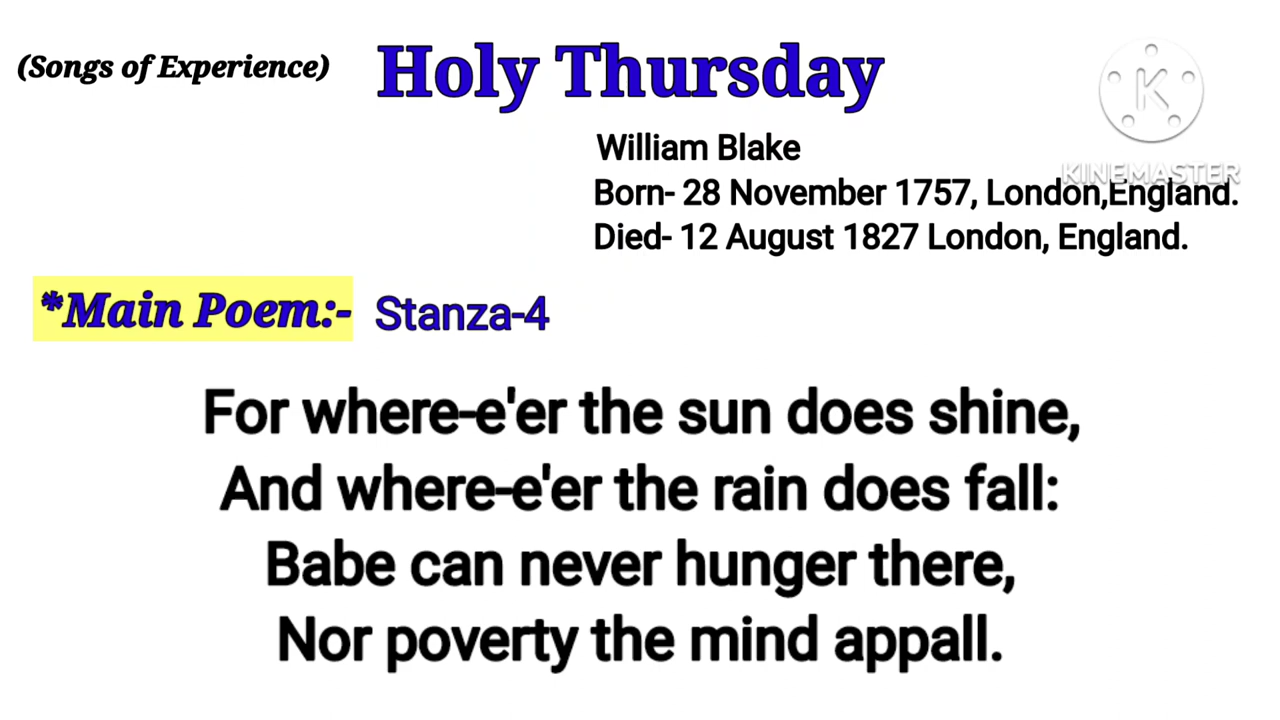 (Songs of Experience)
Holy Thursday
K
KINEMASTER
William Blake
Born- 28 November 1757, London,England.
Died- 12 August 1827 London, England.
*Main Poem:- Stanza-4
For where-e'er the sun does shine,
And where-e'er the rain does fall:
Babe can never hunger there,
Nor poverty the mind appall.